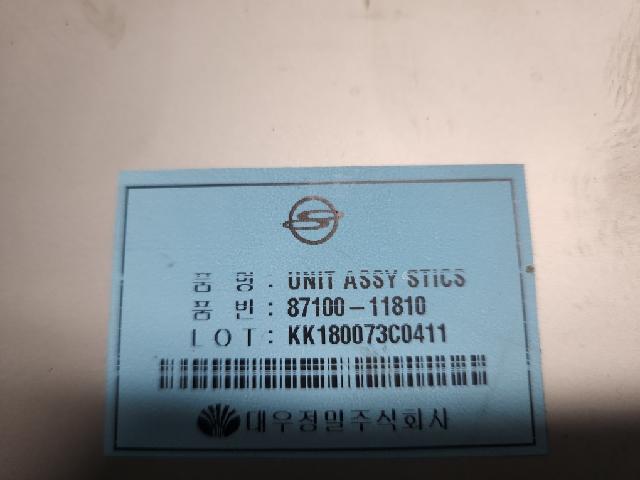 품 명 : UNIT ASSY STICS
품 번 : 87100-11810
LOT : KK180073C0411
대우정밀주식회사